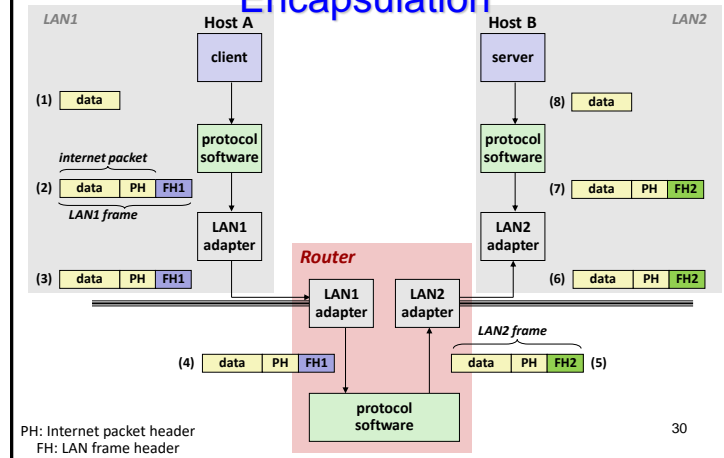 Encapsulation
LAN1
Host A
Host B
LAN2
client
server
(1) data
(8) data
protocol
software
protocol
software
internet packet
(2) data PH FH1
LAN1 frame
(7) data PH FH2
LAN1
adapter
LAN2
adapter
(3) data PH FH1
Router
(6) data PH FH2
LAN1
adapter
LAN2
adapter
LAN2 frame
(4) data PH FH1
data PH FH2 (5)
protocol
software
PH: Internet packet header
FH: LAN frame header
30